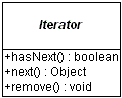 Iterator
+hasNext() : boolean
+next() : Object
+remove() : void